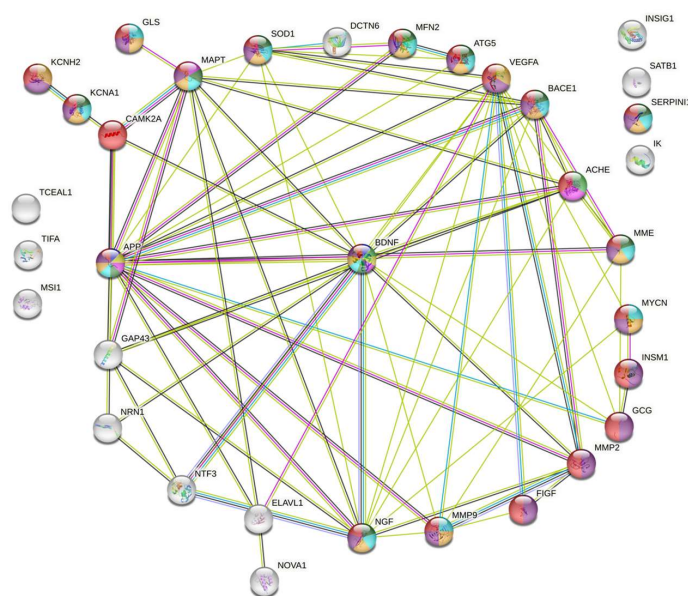 GLS
SOD1
DCTN6
MFN2
ATG5
INSIG1
KCNH2
MAPT
VEGFA
SATB1
KCNA1
BACE1
SERPINI1
CAMK2A
IK
ACHE
TCEAL1
TIFA
APP
BDNF
MME
MSI1
MYCN
GAP43
INSM1
NRN1
GCG
MMP2
NTF3
ELAVL1
NGF
MMP9
FIGF
NOVA1